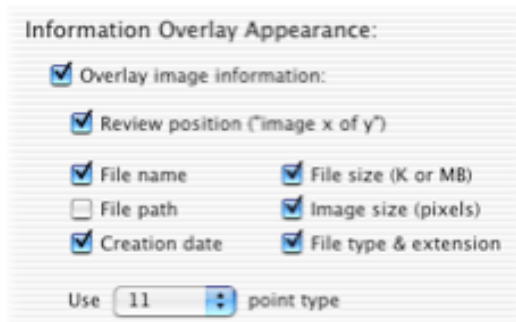 Information Overlay Appearance:
Overlay image information:
Review position ("image x of y")
File name File size (K or MB)
File path Image size (pixels)
Creation date File type & extension
Use 11 point type